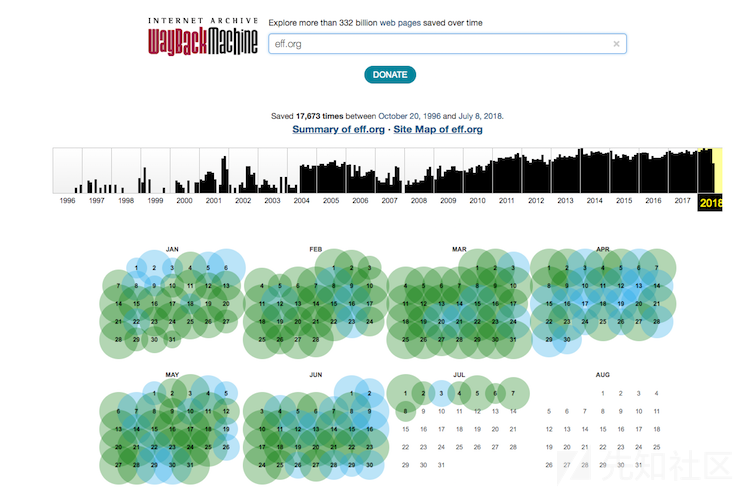 INTERNET ARCHIVE
WayBackMachine
Explore more than 332 billion web pages saved over time
eff.org ×
DONATE
Saved 17,673 times between October 20, 1996 and July 8, 2018.
Summary of eff.org · Site Map of eff.org
1996 1997 1998 1999 2000 2001 2002 2003 2004 2005 2006 2007 2008 2009 2010 2011 2012 2013 2014 2015 2016 2017 2018
JAN FEB MAR APR
1 2 3 4 5 6 1 2 3 1 2 3 1 2 3 4 5 6 7
7 8 9 10 11 12 13 4 5 6 7 8 9 10 4 5 6 7 8 9 10 8 9 10 11 12 13 14
14 15 16 17 18 19 20 11 12 13 14 15 16 17 11 12 13 14 15 16 17 15 16 17 18 19 20 21
21 22 23 24 25 26 27 18 19 20 21 22 23 24 18 19 20 21 22 23 24 22 23 24 25 26 27 28
28 29 30 31 25 26 27 28 25 26 27 28 29 30 31 29 30
MAY JUN JUL AUG
1 2 3 4 5 1 2 1 2 3 4 5 6 7 1 2 3 4
6 7 8 9 10 11 12 3 4 5 6 7 8 9 8 9 10 11 12 13 14 5 6 7 8 9 10 11
13 14 15 16 17 18 19 10 11 12 13 14 15 16 15 16 17 18 19 20 21 12 13 14 15 16 17 18
20 21 22 23 24 25 26 17 18 19 20 21 22 23 22 23 24 25 26 27 28 19 20 21 22 23 24 25
27 28 29 30 31 24 25 26 27 28 29 30 29 30 31 26 27 28 29 30 31
先知社区